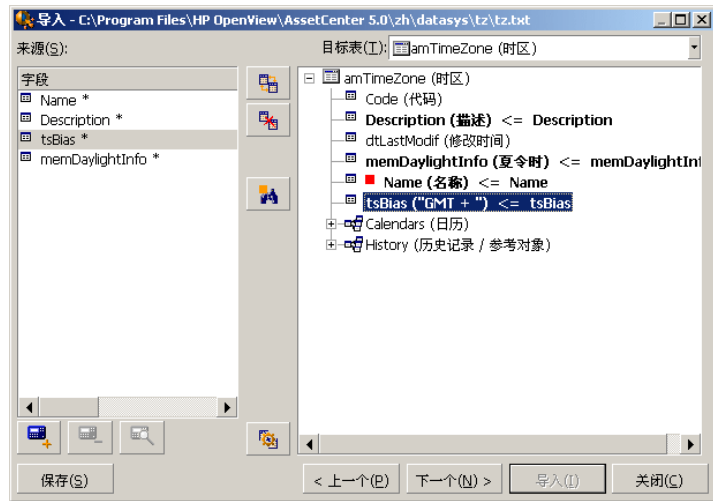 导入 - C:\Program Files\HP OpenView\AssetCenter 5.0\zh\datasys\tz\tz.txt
来源(S):
目标表(T): amTimeZone (时区)
字段
Name *
Description *
tsBias *
memDaylightInfo *
amTimeZone (时区)
Code (代码)
Description (描述) <= Description
dtLastModif (修改时间)
memDaylightInfo (夏令时) <= memDaylightInf
Name (名称) <= Name
tsBias ("GMT + ") <= tsBias
Calendars (日历)
History (历史记录 / 参考对象)
保存(S)
< 上一个(P)
下一个(N) >
导入(I)
关闭(C)